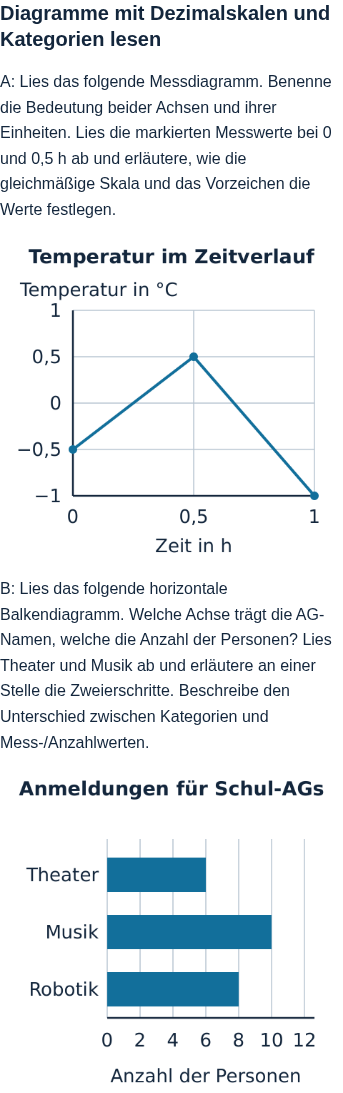 Diagramme mit Dezimalskalen und
Kategorien lesen
A: Lies das folgende Messdiagramm. Benenne
die Bedeutung beider Achsen und ihrer
Einheiten. Lies die markierten Messwerte bei 0
und 0,5 h ab und erläutere, wie die
gleichmäßige Skala und das Vorzeichen die
Werte festlegen.
Temperatur im Zeitverlauf
Temperatur in °C
1
0,5
0
−0,5
−1
0 0,5 1
Zeit in h
B: Lies das folgende horizontale
Balkendiagramm. Welche Achse trägt die AG-
Namen, welche die Anzahl der Personen? Lies
Theater und Musik ab und erläutere an einer
Stelle die Zweierschritte. Beschreibe den
Unterschied zwischen Kategorien und
Mess-/Anzahlwerten.
Anmeldungen für Schul-AGs
Theater
Musik
Robotik
0 2 4 6 8 10 12
Anzahl der Personen